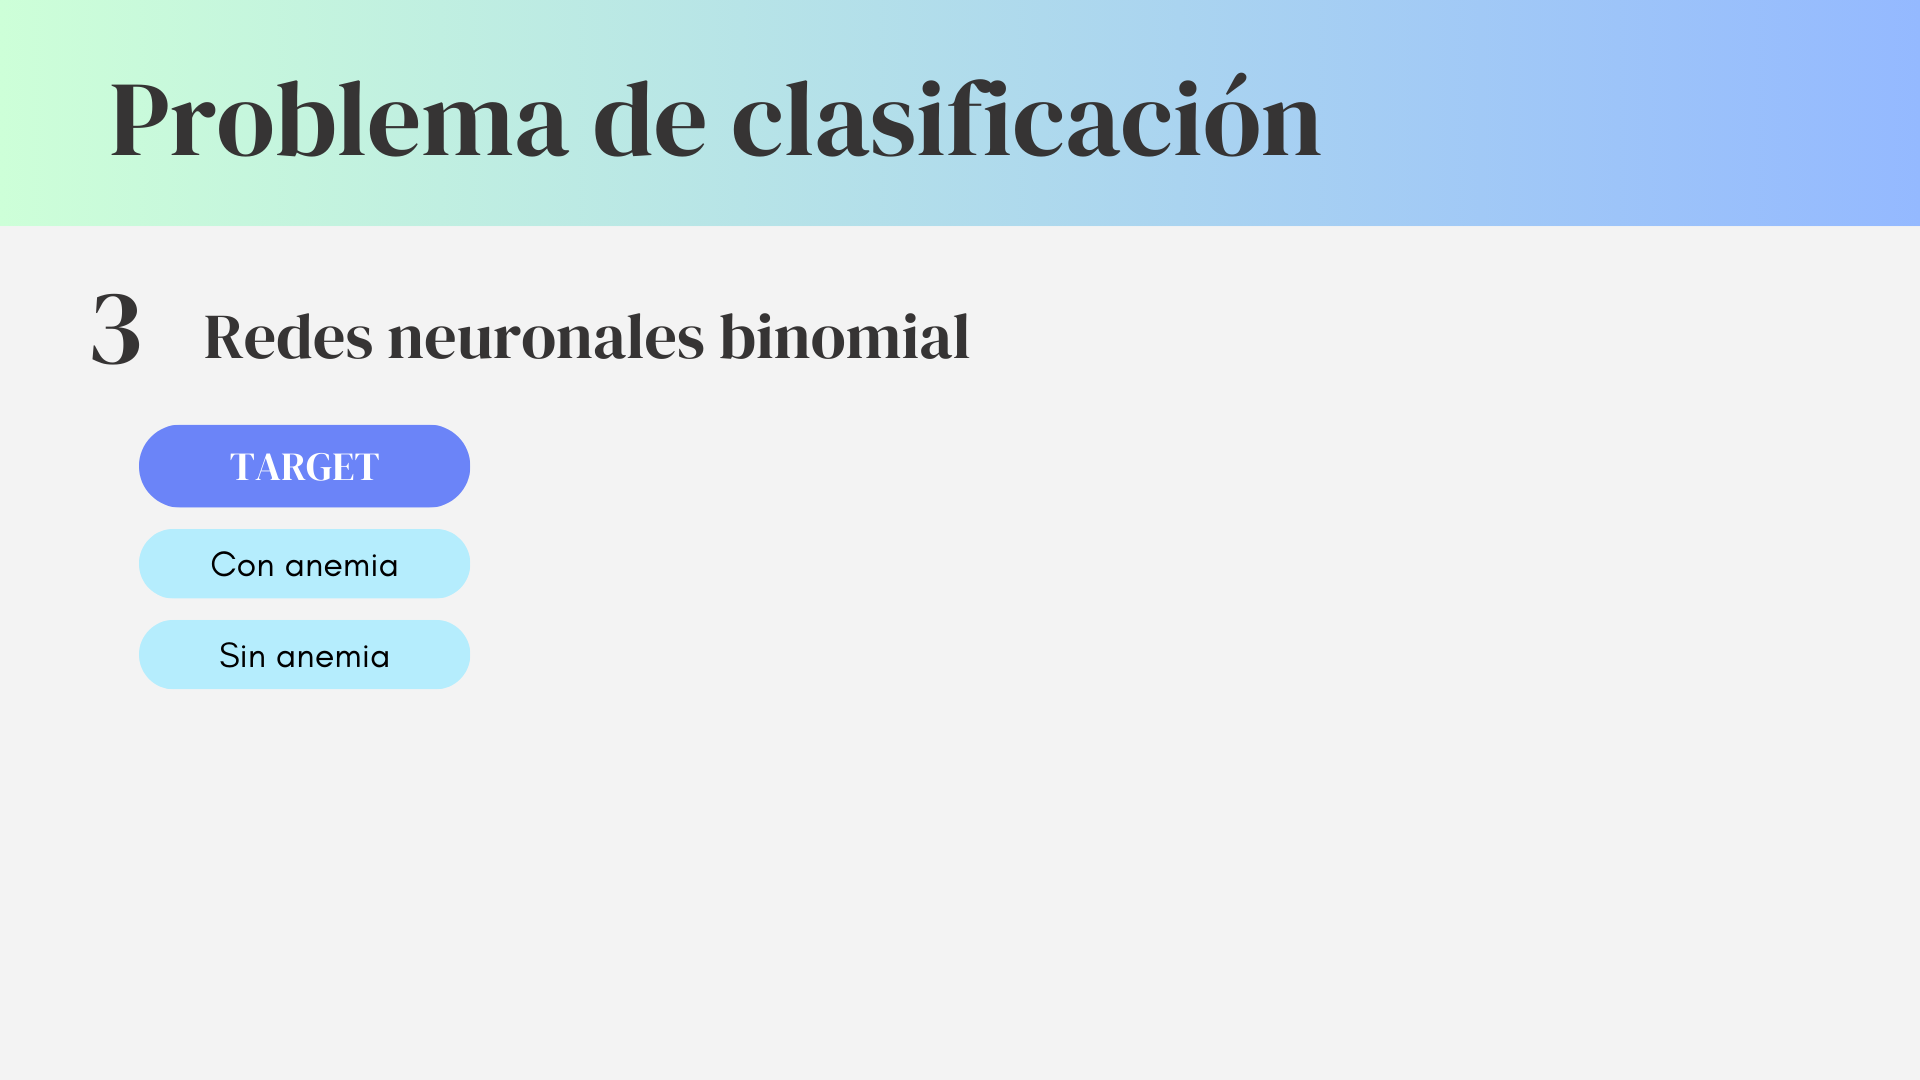 Problema de clasificación
3 Redes neuronales binomial
TARGET
Con anemia
Sin anemia